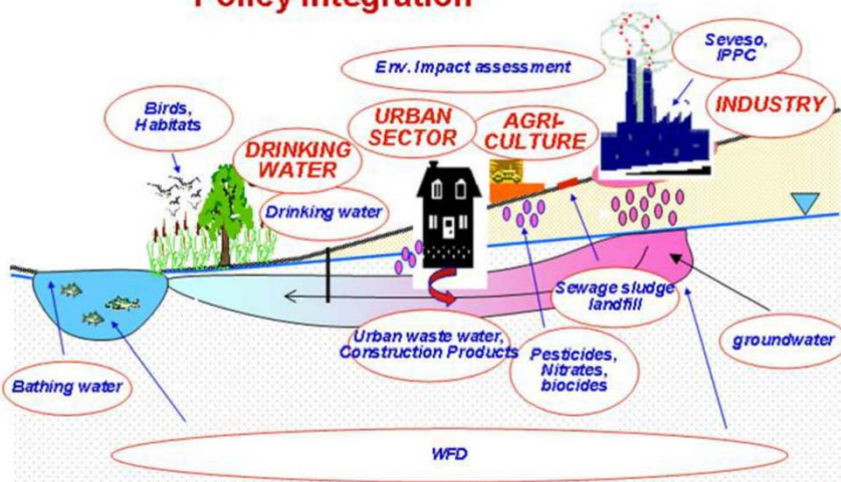 Policy Integration
Env. Impact assessment
Seveso,
IPPC
Birds,
Habitats
URBAN
SECTOR
AGRI-
CULTURE
INDUSTRY
DRINKING
WATER
Drinking water
Sewage sludge
landfill
Urban waste water,
Construction Products
Pesticides,
Nitrates,
biocides
groundwater
Bathing water
WFD